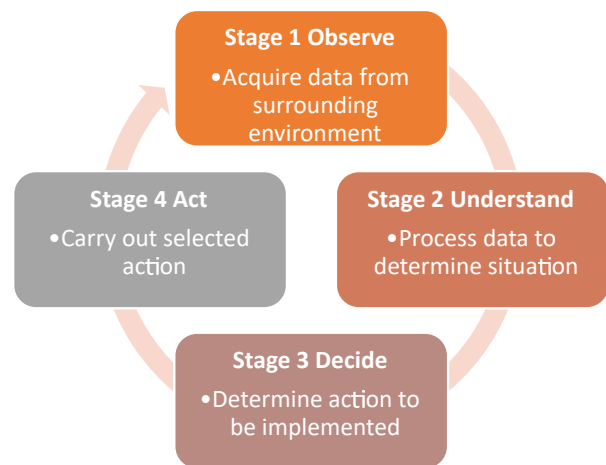 Stage 1 Observe
•Acquire data from
surrounding
environment
Stage 2 Understand
•Process data to
determine situation
Stage 3 Decide
•Determine action to
be implemented
Stage 4 Act
•Carry out selected
action